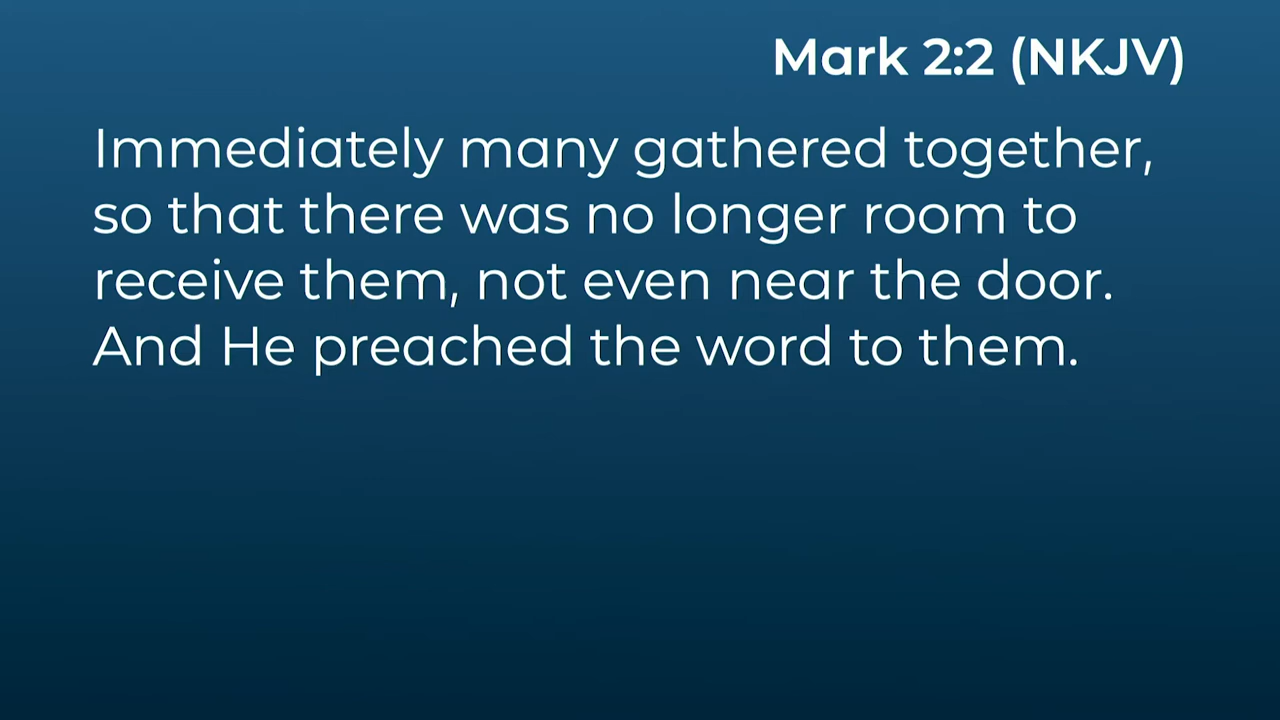 Mark 2:2 (NKJV)
Immediately many gathered together,
so that there was no longer room to
receive them, not even near the door.
And He preached the word to them.